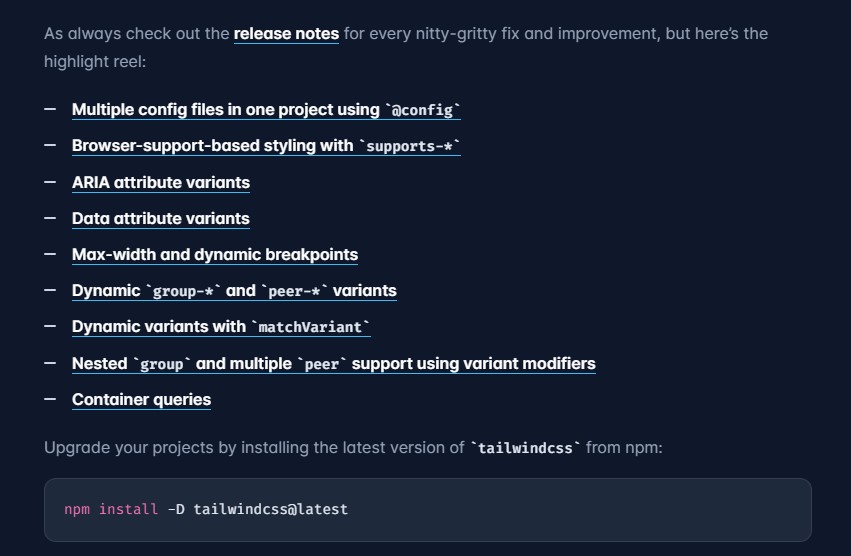 As always check out the release notes for every nitty-gritty fix and improvement, but here's the
highlight reel:
— Multiple config files in one project using `@config`
— Browser-support-based styling with `supports-*`
— ARIA attribute variants
— Data attribute variants
— Max-width and dynamic breakpoints
— Dynamic `group-*` and `peer-*` variants
— Dynamic variants with `matchVariant`
— Nested `group` and multiple `peer` support using variant modifiers
— Container queries
Upgrade your projects by installing the latest version of `tailwindcss` from npm:
npm install -D tailwindcss@latest